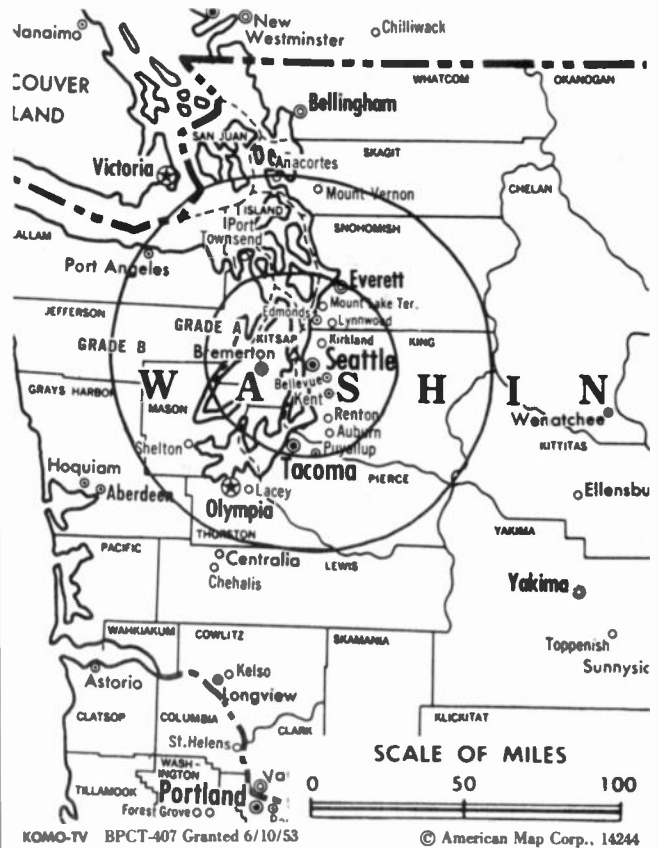 Nanaimo
New
Westminster
Chilliwack
COUVER
LAND
WHATCOM
OKANOGAN
Bellingham
SAN JUAN
SKAGIT
Victoria
Anacortes
Mount Vernon
CHELAN
ISLAND
Port
Townsend
SNOHOMISH
ALLAM
Port Angeles
Everett
JEFFERSON
Edmonds
Mount Lake Ter.
GRADE A
Lynnwood
GRADE B
KITSAP
Kirkland
KING
Bremerton
Seattle
W A S H I N
GRAYS HARBOR
MASON
Bellevue
Kent
Renton
Wenatchee
Auburn
Shelton
Puyallup
KITTITAS
Tacoma
PIERCE
Hoquiam
Aberdeen
Olympia
Lacey
Ellensbu
THURSTON
YAKIMA
PACIFIC
Centralia
LEWIS
Chehalis
Yakima
WAHKIAKUM
COWLITZ
SKAMANIA
Toppenish
Sunnysid
Astorio
Kelso
Longview
CLATSOP
COLUMBIA
CLARK
KLICKITAT
St. Helens
SCALE OF MILES
WASH-
INGTON
0 50 100
TILLAMOOK
Portland
Va
Forest Grove
KOMO-TV BPCT-407 Granted 6/10/53
© American Map Corp., 14244